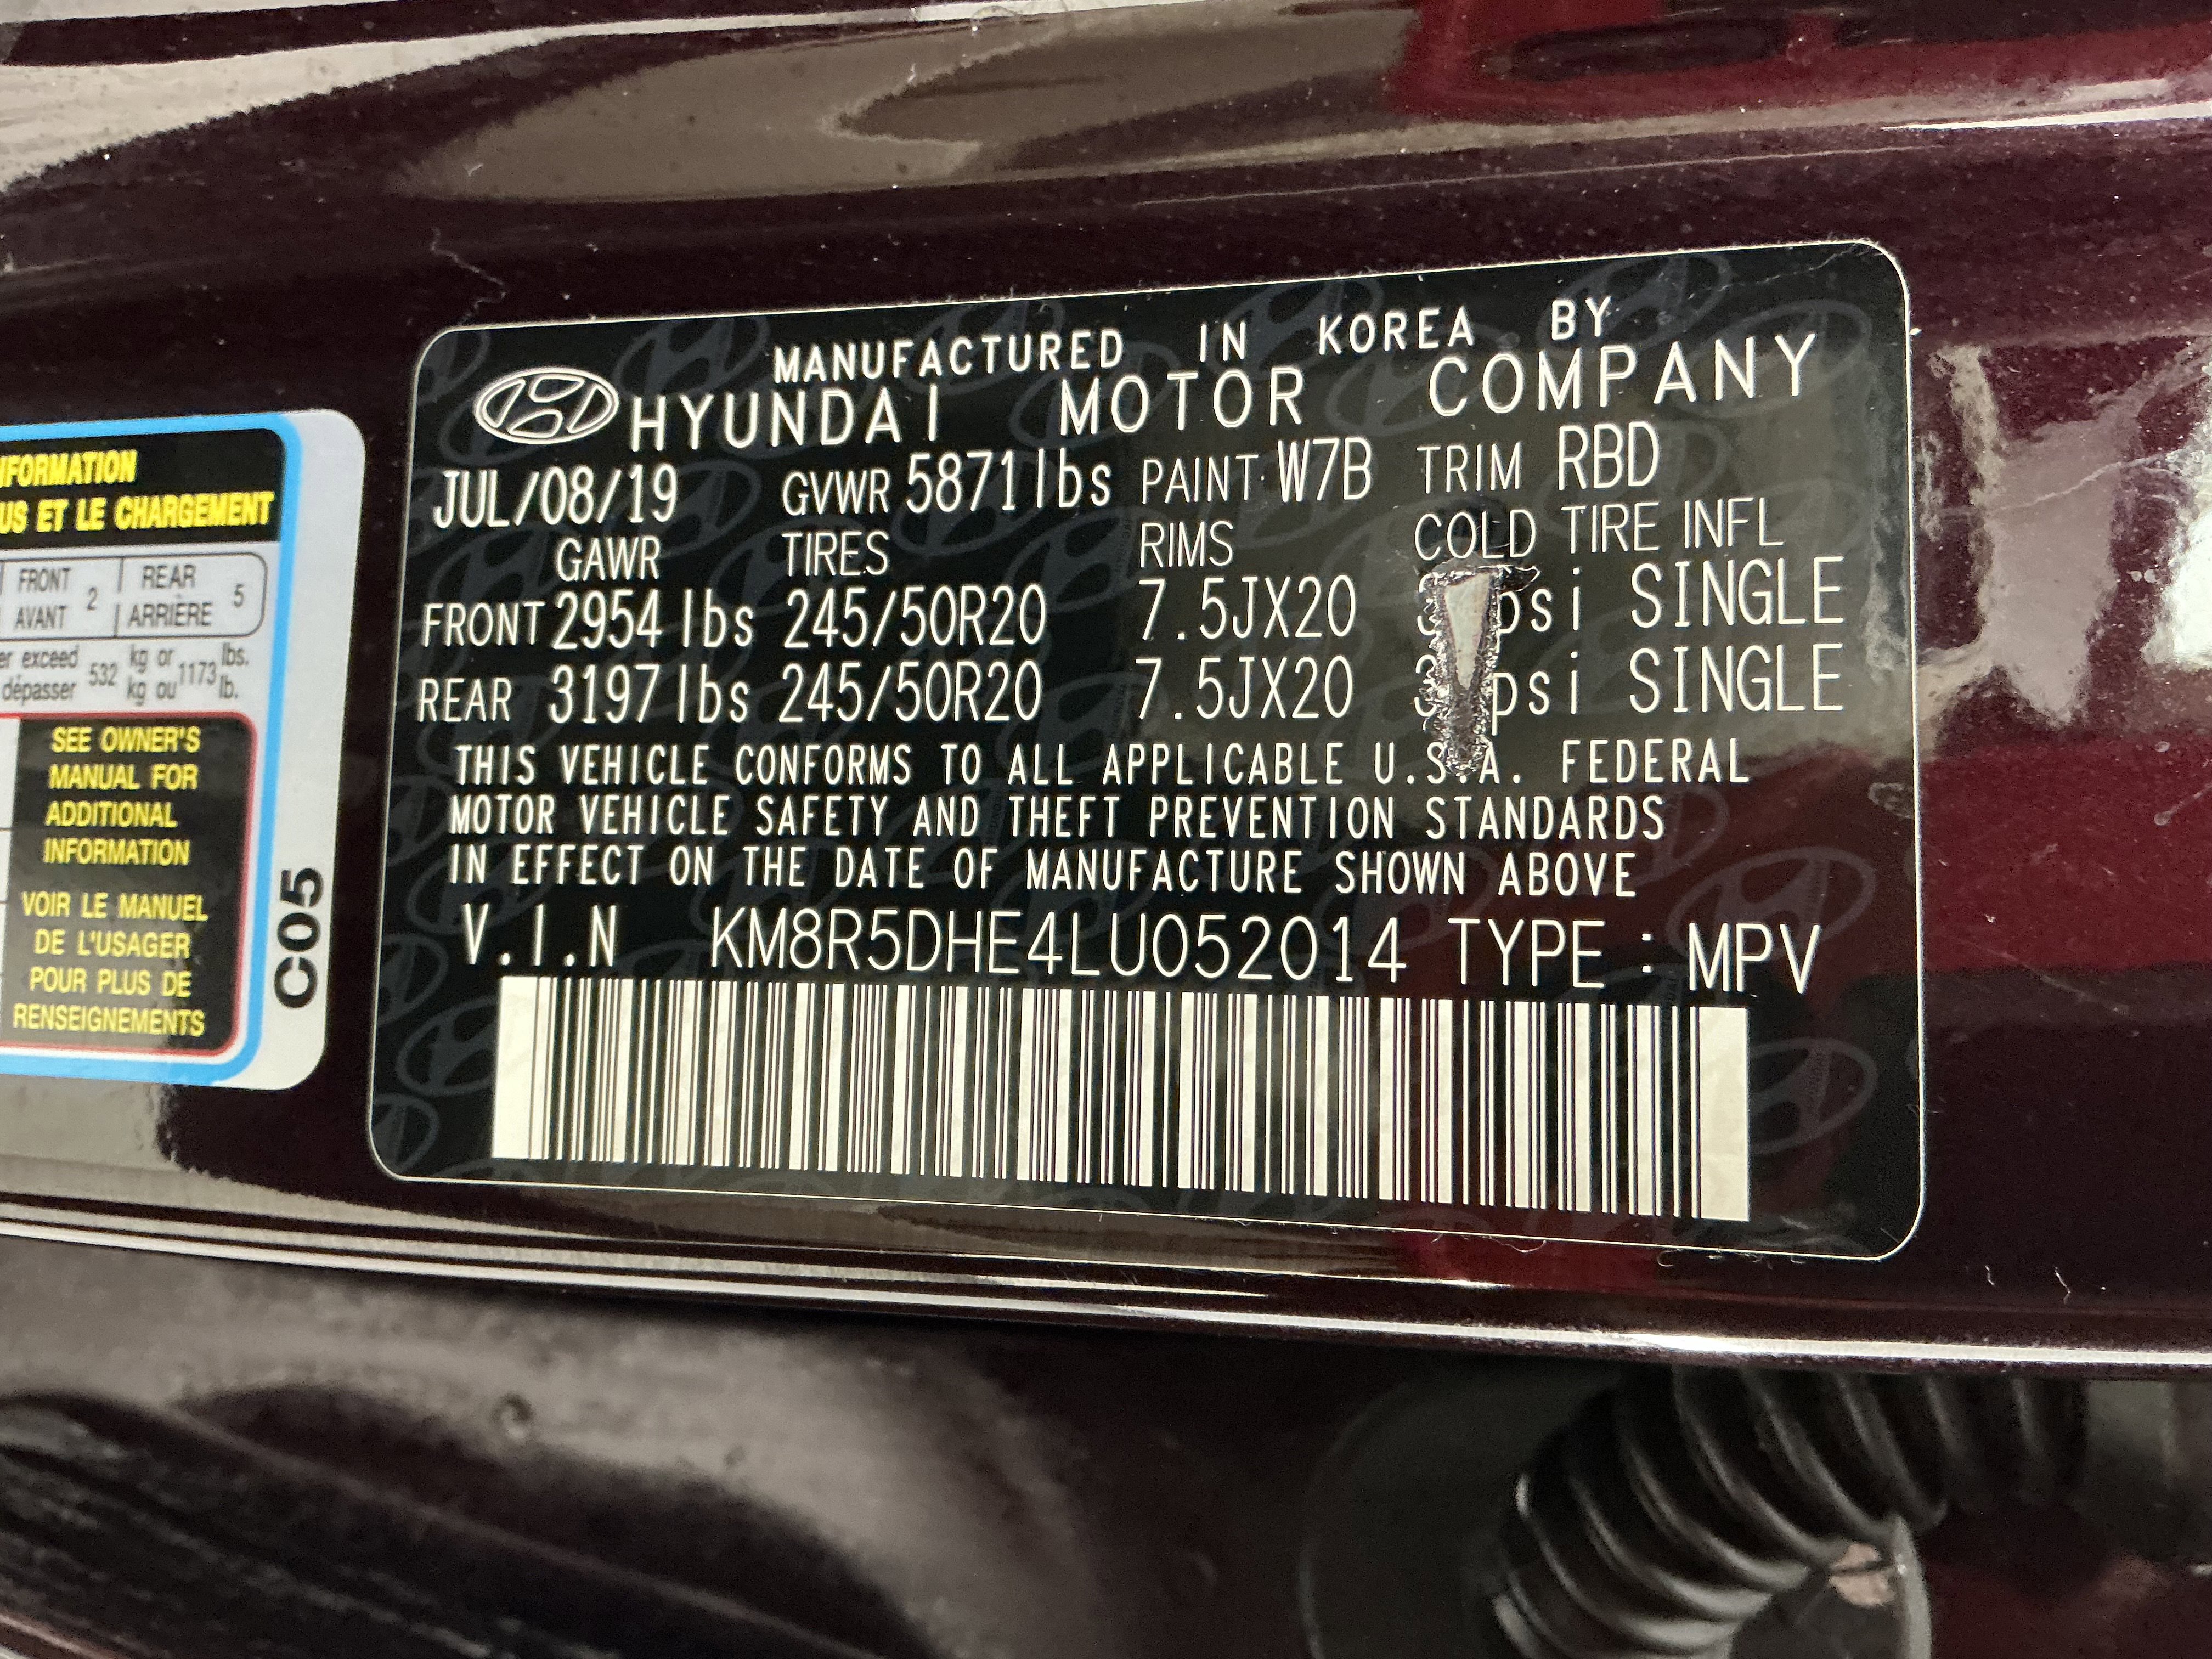 MANUFACTURED IN KOREA BY
HYUNDAI MOTOR COMPANY
JUL/08/19 GVWR 5871lbs PAINT W7B TRIM RBD
GAWR TIRES RIMS COLD TIRE INFL
FRONT 2954 lbs 245/50R20 7.5JX20 psi SINGLE
REAR 3197 lbs 245/50R20 7.5JX20 psi SINGLE
THIS VEHICLE CONFORMS TO ALL APPLICABLE U.S.A. FEDERAL
MOTOR VEHICLE SAFETY AND THEFT PREVENTION STANDARDS
IN EFFECT ON THE DATE OF MANUFACTURE SHOWN ABOVE
V.I.N KM8R5DHE4LU052014 TYPE : MPV
ET LE CHARGEMENT
FRONT 2 REAR 5
AVANT ARRIÈRE
exceed 532 kg or 1173 lbs.
dépasser kg ou lb.
SEE OWNER'S
MANUAL FOR
ADDITIONAL
INFORMATION
VOIR LE MANUEL
DE L'USAGER
POUR PLUS DE
RENSEIGNEMENTS
C05